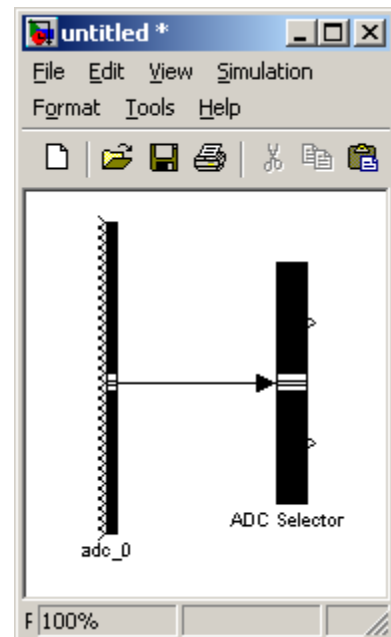 untitled *
File Edit View Simulation
Format Tools Help
adc_0
ADC Selector
F 100%